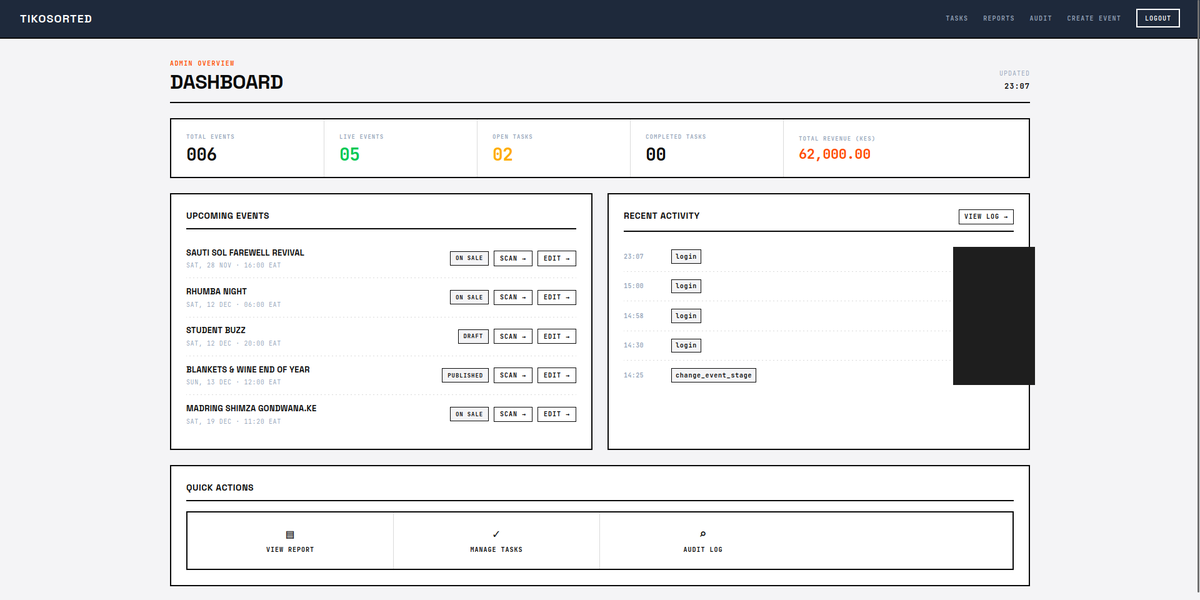 TIKOSORTED
TASKS REPORTS AUDIT CREATE EVENT LOGOUT
ADMIN OVERVIEW
DASHBOARD
UPDATED
23:07
TOTAL EVENTS
006
LIVE EVENTS
05
OPEN TASKS
02
COMPLETED TASKS
00
TOTAL REVENUE (KES)
62,000.00
UPCOMING EVENTS
SAUTI SOL FAREWELL REVIVAL
SAT, 28 NOV · 16:00 EAT
ON SALE SCAN → EDIT →
RHUMBA NIGHT
SAT, 12 DEC · 06:00 EAT
ON SALE SCAN → EDIT →
STUDENT BUZZ
SAT, 12 DEC · 20:00 EAT
DRAFT SCAN → EDIT →
BLANKETS & WINE END OF YEAR
SUN, 13 DEC · 12:00 EAT
PUBLISHED SCAN → EDIT →
MADRING SHIMZA GONDWANA.KE
SAT, 19 DEC · 11:20 EAT
ON SALE SCAN → EDIT →
RECENT ACTIVITY
VIEW LOG →
23:07 login
15:00 login
14:58 login
14:30 login
14:25 change_event_stage
QUICK ACTIONS
VIEW REPORT
MANAGE TASKS
AUDIT LOG